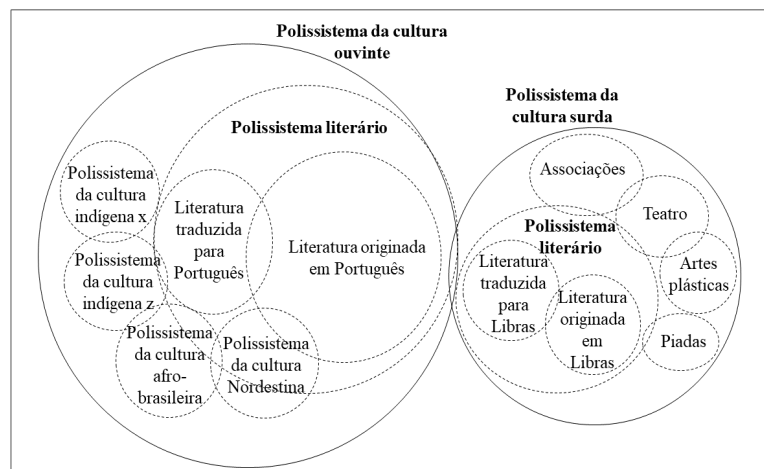 Polissistema da cultura
ouvinte
Polissistema literário
Polissistema
da cultura
indígena x
Literatura
traduzida
para
Português
Literatura originada
em Português
Polissistema
da cultura
indígena z
Polissistema
da cultura
afro-
brasileira
Polissistema
da cultura
Nordestina
Polissistema da
cultura surda
Associações
Teatro
Polissistema
literário
Artes
plásticas
Literatura
traduzida
para
Libras
Literatura
originada
em
Libras
Piadas